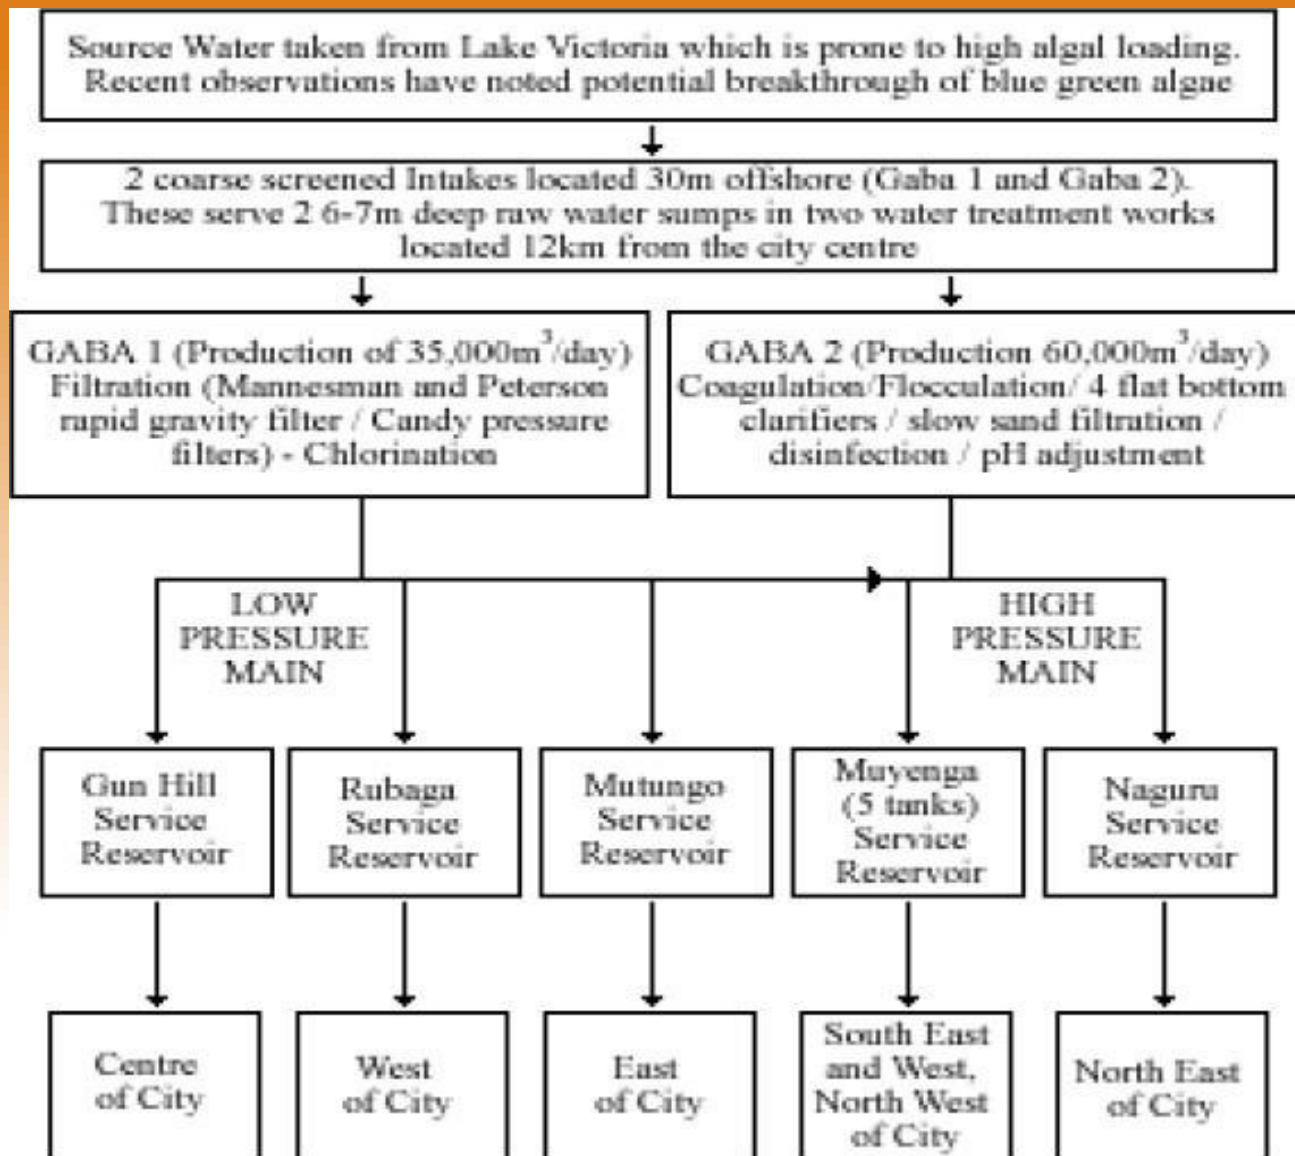 Source Water taken from Lake Victoria which is prone to high algal loading.
Recent observations have noted potential breakthrough of blue green algae
2 coarse screened Intakes located 30m offshore (Gaba 1 and Gaba 2).
These serve 2 6-7m deep raw water sumps in two water treatment works
located 12km from the city centre
GABA 1 (Production of 35,000m³/day)
Filtration (Mannesman and Peterson
rapid gravity filter / Candy pressure
filters) - Chlorination
GABA 2 (Production 60,000m³/day)
Coagulation/Flocculation/ 4 flat bottom
clarifiers / slow sand filtration /
disinfection / pH adjustment
LOW
PRESSURE
MAIN
HIGH
PRESSURE
MAIN
Gun Hill
Service
Reservoir
Rubaga
Service
Reservoir
Mutungo
Service
Reservoir
Muyenga
(5 tanks)
Service
Reservoir
Naguru
Service
Reservoir
Centre
of City
West
of City
East
of City
South East
and West,
North West
of City
North East
of City